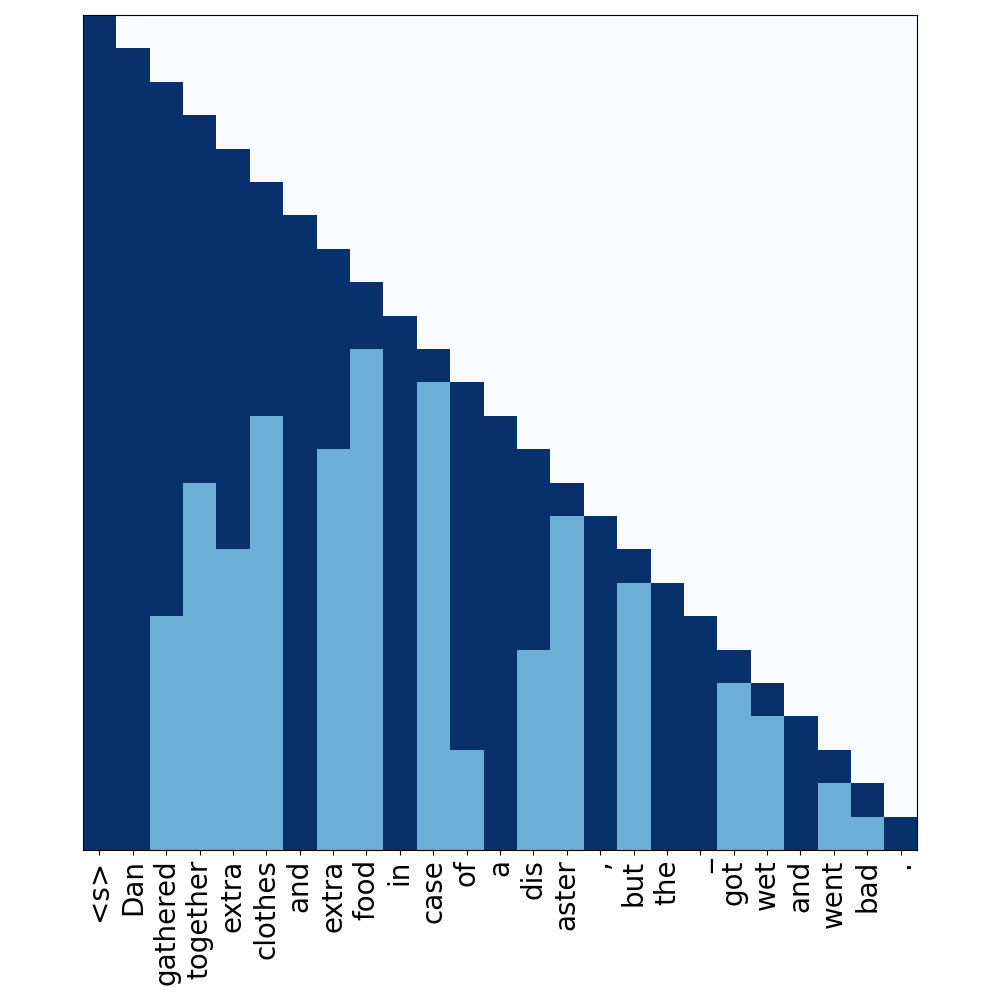 <s> Dan gathered together extra clothes and extra food in case of a dis aster , but the _ got wet and went bad .